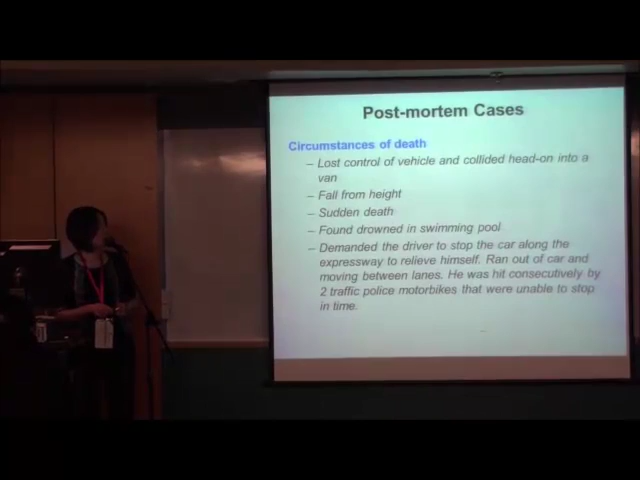 Post-mortem Cases
Circumstances of death
– Lost control of vehicle and collided head-on into a
van
– Fall from height
– Sudden death
– Found drowned in swimming pool
– Demanded the driver to stop the car along the
expressway to relieve himself. Ran out of car and
moving between lanes. He was hit consecutively by
2 traffic police motorbikes that were unable to stop
in time.